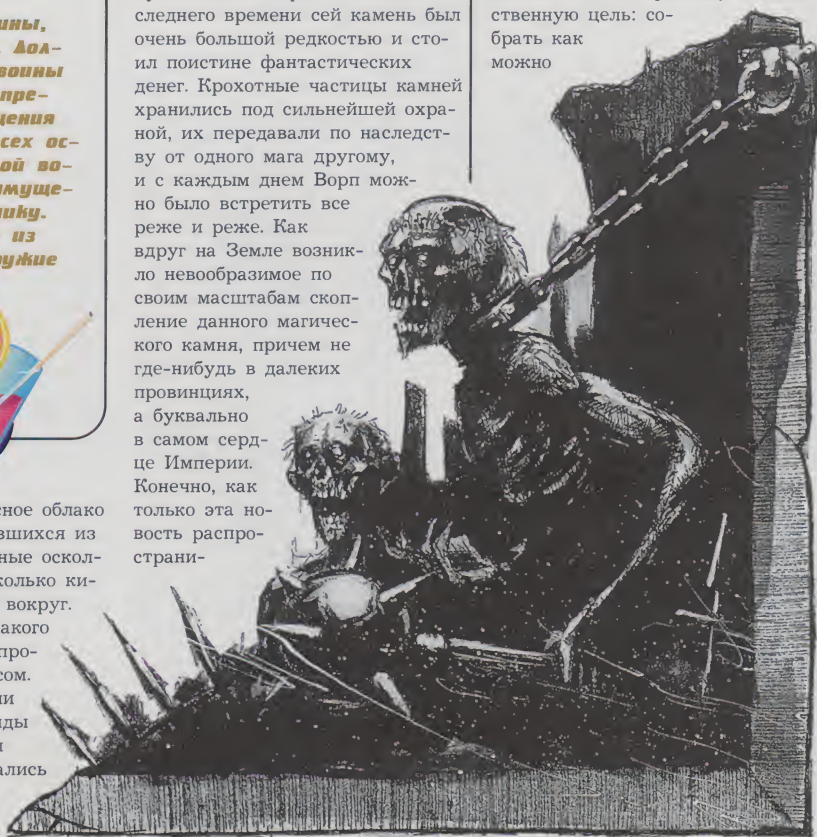 ины,
Дол-
воины
пре-
щения
сех ос-
ой во-
имуще-
нику.
из
ружие
сное облако
вшихся из
ные оскол-
колько ки-
вокруг.
акого
про-
сом.
ли
ды
и
ались
следнего времени сей камень был
очень большой редкостью и сто-
ил поистине фантастических
денег. Крохотные частицы камней
хранились под сильнейшей охра-
ной, их передавали по наследст-
ву от одного мага другому,
и с каждым днем Ворп мож-
но было встретить все
реже и реже. Как
вдруг на Земле возник-
ло невообразимое по
своим масштабам скоп-
ление данного магичес-
кого камня, причем не
где-нибудь в далеких
провинциях,
а буквально
в самом серд-
це Империи.
Конечно, как
только эта но-
вость распро-
страни-
ственную цель: со-
брать как
можно